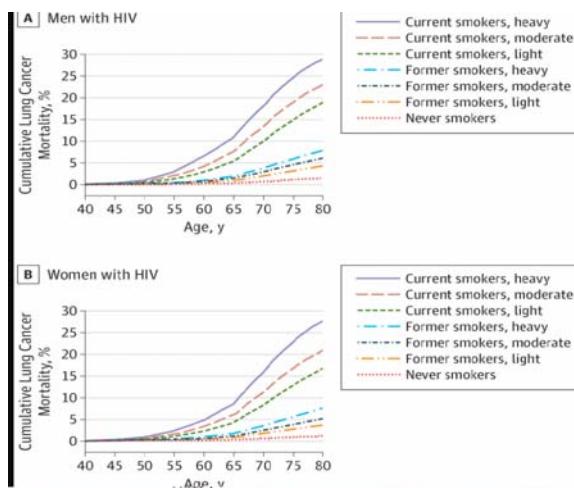 A Men with HIV
Current smokers, heavy
Current smokers, moderate
Current smokers, light
Former smokers, heavy
Former smokers, moderate
Former smokers, light
Never smokers
Cumulative Lung Cancer
Mortality, %
30
25
20
15
10
5
0
40 45 50 55 60 65 70 75 80
Age, y
B Women with HIV
Current smokers, heavy
Current smokers, moderate
Current smokers, light
Former smokers, heavy
Former smokers, moderate
Former smokers, light
Never smokers
Cumulative Lung Cancer
Mortality, %
30
25
20
15
10
5
0
40 45 50 55 60 65 70 75 80
Age, y